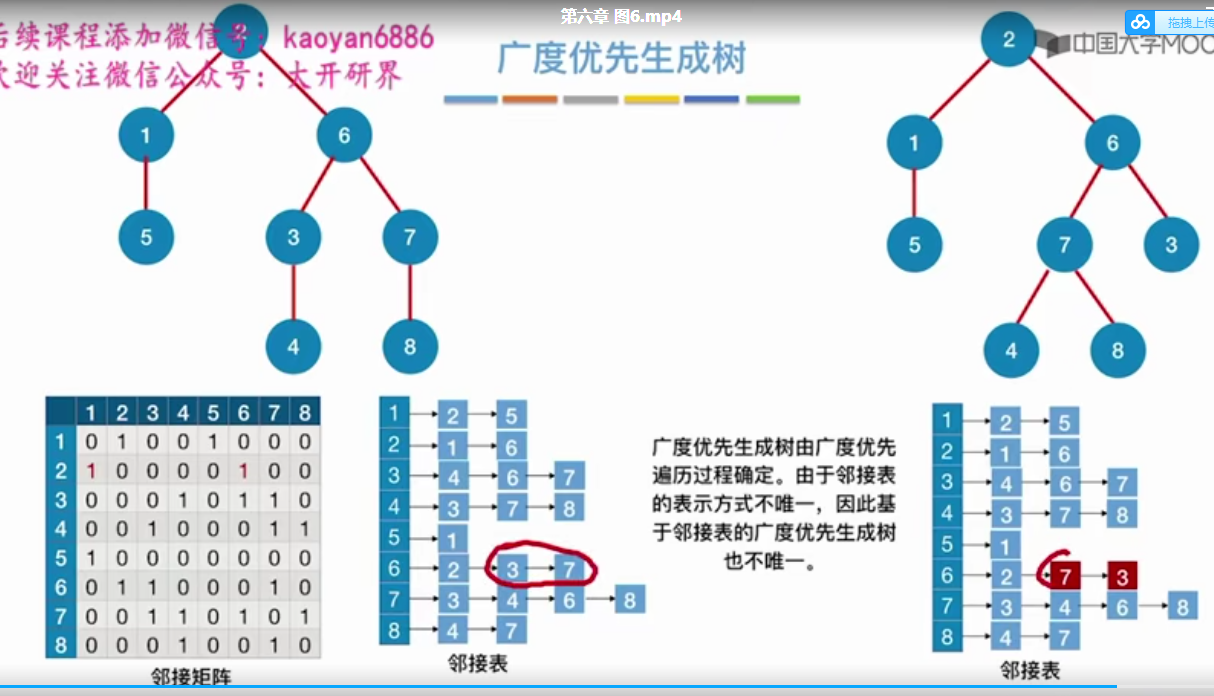 第六章 图6.mp4
后续课程添加微信号：kaoyan6886
欢迎关注微信公众号：大开研界
广度优先生成树
中国大学MOO
拖拽上传
2
1 6
5 3 7
4 8
2
1 6
5 7 3
4 8
1 2 3 4 5 6 7 8
1 0 1 0 0 1 0 0 0
2 1 0 0 0 0 1 0 0
3 0 0 0 1 0 1 1 0
4 0 0 1 0 0 0 1 1
5 1 0 0 0 0 0 0 0
6 0 1 1 0 0 0 1 0
7 0 0 1 1 0 1 0 1
8 0 0 0 1 0 0 1 0
邻接矩阵
1 2 5
2 1 6
3 4 6 7
4 3 7 8
5 1
6 2 3 7
7 3 4 6 8
8 4 7
邻接表
广度优先生成树由广度优先
遍历过程确定。由于邻接表
的表示方式不唯一，因此基
于邻接表的广度优先生成树
也不唯一。
1 2 5
2 1 6
3 4 6 7
4 3 7 8
5 1
6 2 7 3
7 3 4 6 8
8 4 7
邻接表